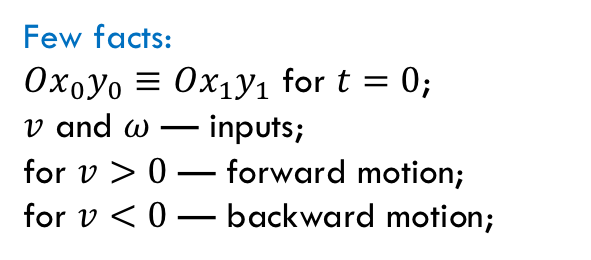 Few facts:
𝑂𝑥₀𝑦₀ ≡ 𝑂𝑥₁𝑦₁ for 𝑡 = 0;
𝑣 and 𝜔 — inputs;
for 𝑣 > 0 — forward motion;
for 𝑣 < 0 — backward motion;